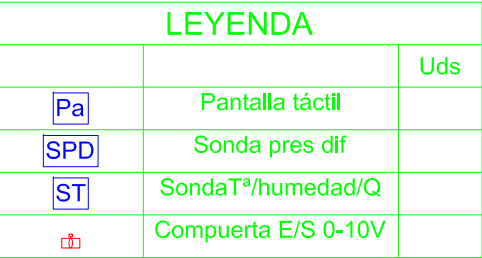 LEYENDA
Uds
Pa Pantalla táctil
SPD Sonda pres dif
ST SondaTª/humedad/Q
Compuerta E/S 0-10V